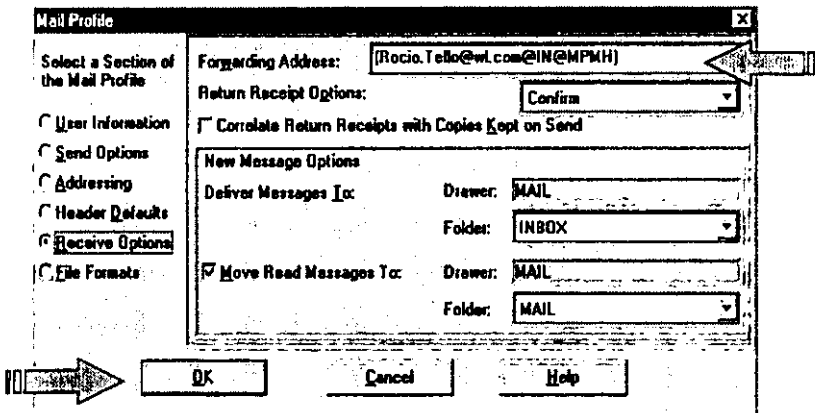 Mail Profile
Select a Section of
the Mail Profile
User Information
Send Options
Addressing
Header Defaults
Receive Options
File Formats
Forwarding Address: (Rocio.Tello@wl.com@IN@MPMH)
Return Receipt Options: Confirm
Correlate Return Receipts with Copies Kept on Send
New Message Options
Deliver Messages To: Drawer: MAIL
Folder: INBOX
Move Read Messages To: Drawer: MAIL
Folder: MAIL
OK Cancel Help